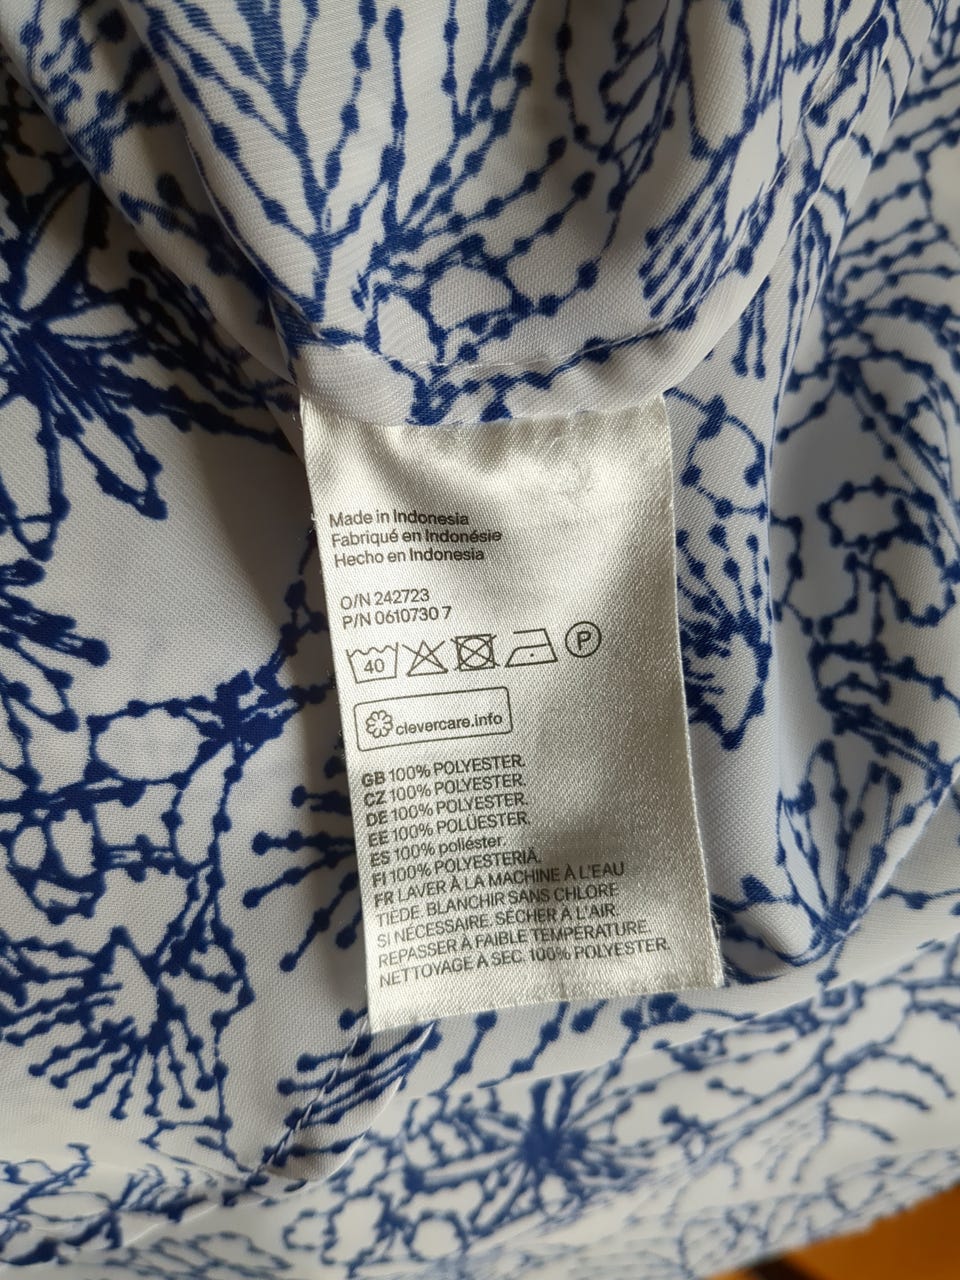 Made in Indonesia
Fabriqué en Indonésie
Hecho en Indonesia
O/N 242723
P/N 0610730 7
40 P
clevercare.info
GB 100% POLYESTER.
CZ 100% POLYESTER.
DE 100% POLYESTER.
EE 100% POLÜESTER.
ES 100% poliéster.
FI 100% POLYESTERIÄ.
FR LAVER À LA MACHINE À L'EAU
TIÈDE. BLANCHIR SANS CHLORE
SI NÉCESSAIRE. SÉCHER À L'AIR.
REPASSER À FAIBLE TEMPÉRATURE.
NETTOYAGE À SEC. 100% POLYESTER.